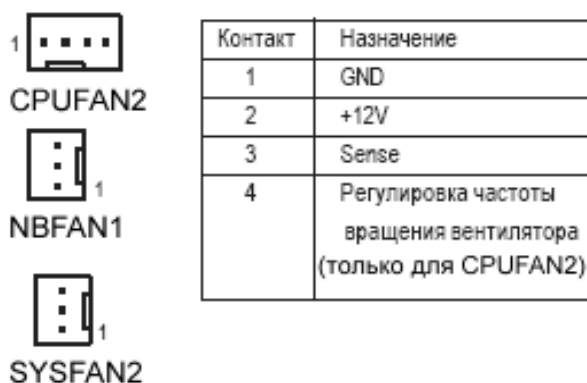 1
CPUFAN2
1
NBFAN1
1
SYSFAN2
Контакт Назначение
1 GND
2 +12V
3 Sense
4 Регулировка частоты
вращения вентилятора
(только для CPUFAN2)